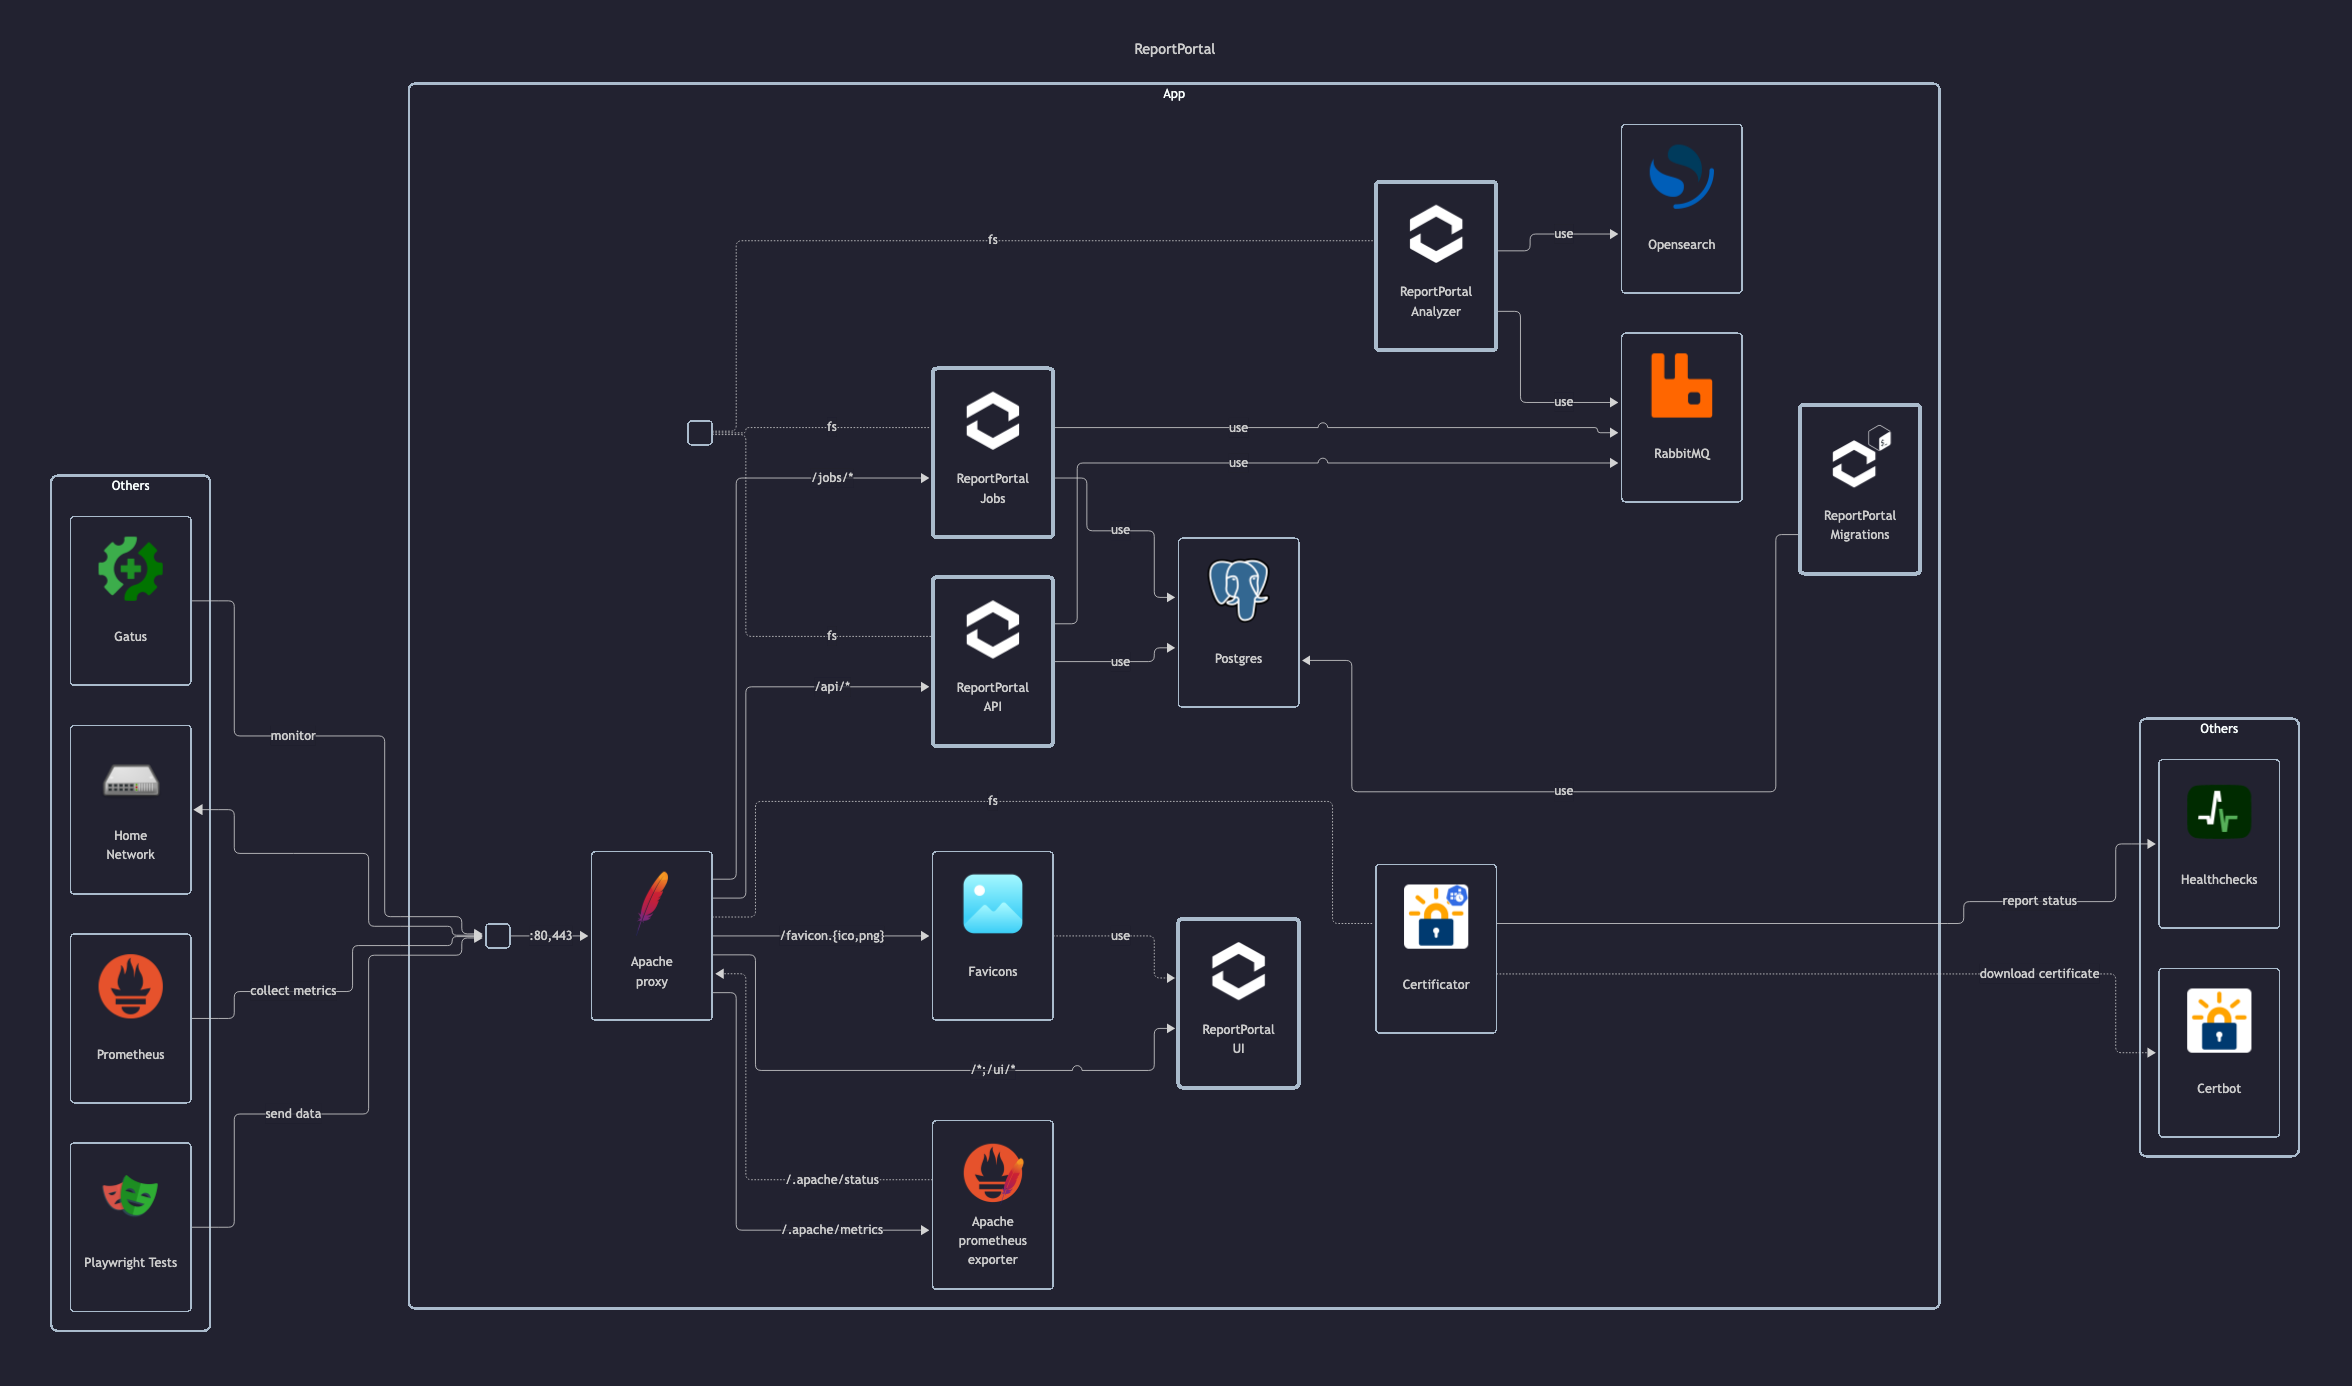 ReportPortal
App
Opensearch
fs
use
ReportPortal
Analyzer
use
RabbitMQ
fs
use
use
/jobs/*
ReportPortal
Jobs
ReportPortal
Migrations
Others
use
Gatus
fs
use
Postgres
/api/*
ReportPortal
API
monitor
Others
use
fs
Home
Network
Healthchecks
report status
:80,443
/favicon.{ico,png}
use
Apache
proxy
Favicons
download certificate
Certificator
collect metrics
ReportPortal
UI
Prometheus
/*;/ui/*
Certbot
send data
/.apache/status
/.apache/metrics
Apache
prometheus
exporter
Playwright Tests